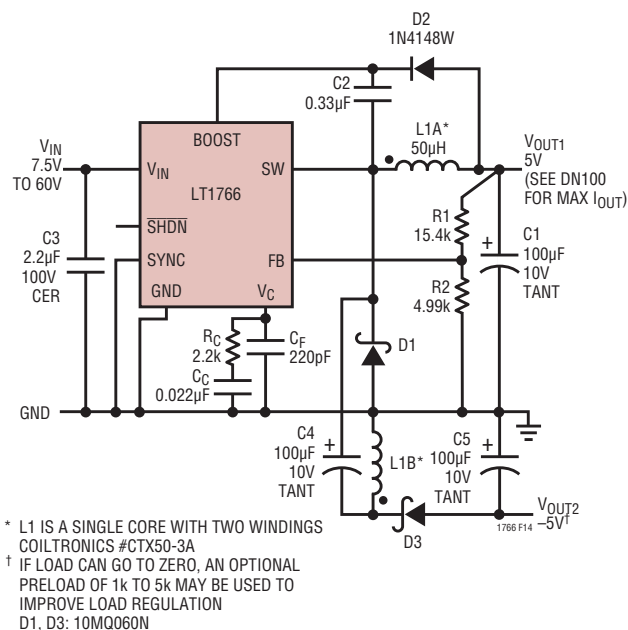 D2
1N4148W
C2
0.33µF
L1A*
50µH
VIN
7.5V
TO 60V
BOOST
VIN
SW
LT1766
SHDN
SYNC
FB
GND
VC
VOUT1
5V
(SEE DN100
FOR MAX IOUT)
R1
15.4k
C1
100µF
10V
TANT
+
C3
2.2µF
100V
CER
R2
4.99k
RC
2.2k
CF
220pF
D1
CC
0.022µF
GND
C4
100µF
10V
TANT
+
L1B*
C5
100µF
10V
TANT
+
D3
1766 F14
VOUT2
–5V†
* L1 IS A SINGLE CORE WITH TWO WINDINGS
COILTRONICS #CTX50-3A
† IF LOAD CAN GO TO ZERO, AN OPTIONAL
PRELOAD OF 1k TO 5k MAY BE USED TO
IMPROVE LOAD REGULATION
D1, D3: 10MQ060N